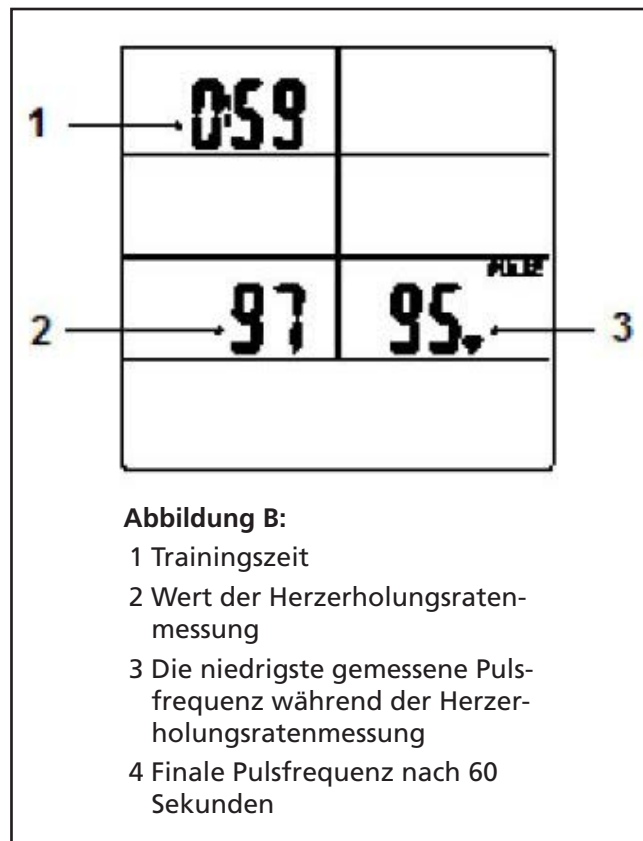 0:59
1
PULSE
97
95
2
3
Abbildung B:
1 Trainingszeit
2 Wert der Herzerholungsraten-
messung
3 Die niedrigste gemessene Puls-
frequenz während der Herzer-
holungsratenmessung
4 Finale Pulsfrequenz nach 60
Sekunden